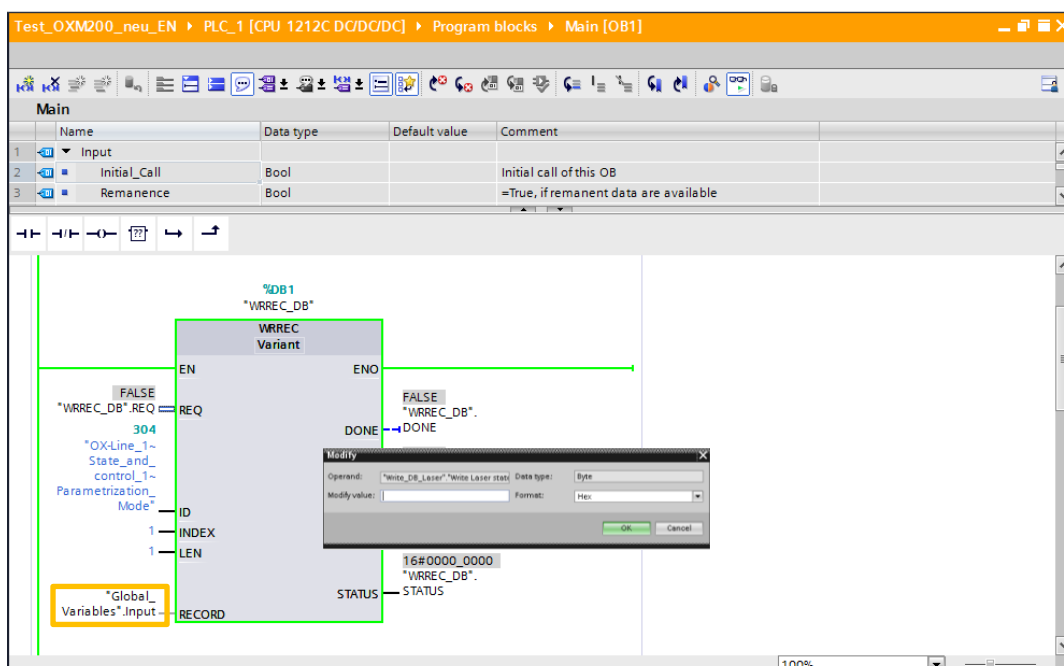 Test_OXM200_neu_EN PLC_1 [CPU 1212C DC/DC/DC] Program blocks Main [OB1]
Main
Name Data type Default value Comment
1 Input
2 Initial_Call Bool Initial call of this OB
3 Remanence Bool =True, if remanent data are available
??
%DB1
"WRREC_DB"
WRREC
Variant
EN ENO
FALSE
"WRREC_DB".REQ REQ
304
"OX-Line_1~
State_and_
control_1~
Parametrization_
Mode" ID
1 INDEX
1 LEN
"Global_
Variables".Input RECORD
FALSE
"WRREC_DB".
DONE DONE
Modify
Operand: "Write_DB_Laser"."Write Laser stat Data type: Byte
Modify value: Format: Hex
OK Cancel
16#0000_0000
"WRREC_DB".
STATUS STATUS
100%